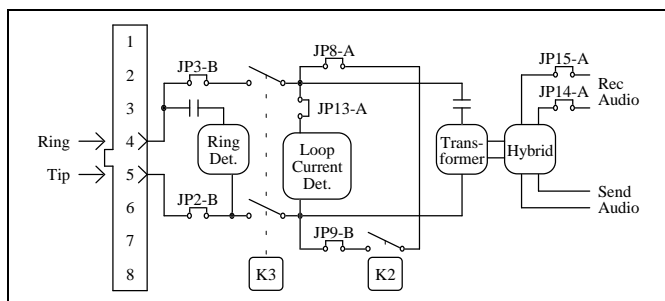 1
2
3
4
5
6
7
8
Ring
Tip
JP3-B
JP2-B
Ring
Det.
K3
JP8-A
JP13-A
Loop
Current
Det.
JP9-B
K2
Trans-
former
Hybrid
JP15-A
JP14-A
Rec
Audio
Send
Audio